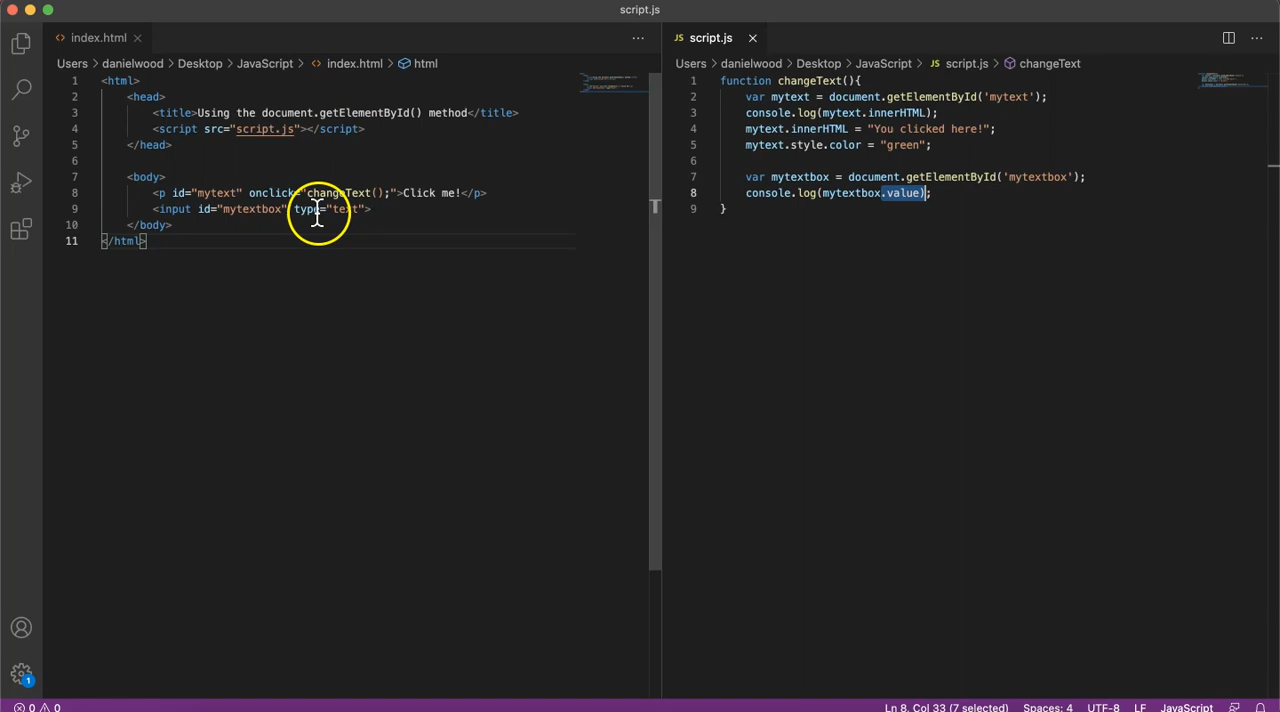 script.js
index.html
Users > danielwood > Desktop > JavaScript > index.html > html
1 <html>
2 <head>
3 <title>Using the document.getElementById() method</title>
4 <script src="script.js"></script>
5 </head>
6
7 <body>
8 <p id="mytext" onclick="changeText();">Click me!</p>
9 <input id="mytextbox" type="text">
10 </body>
11 </html>
JS script.js
Users > danielwood > Desktop > JavaScript > JS script.js > changeText
1 function changeText(){
2 var mytext = document.getElementById('mytext');
3 console.log(mytext.innerHTML);
4 mytext.innerHTML = "You clicked here!";
5 mytext.style.color = "green";
6
7 var mytextbox = document.getElementById('mytextbox');
8 console.log(mytextbox.value);
9 }
1
0 0 Ln 8, Col 33 (7 selected) Spaces: 4 UTF-8 LF JavaScript